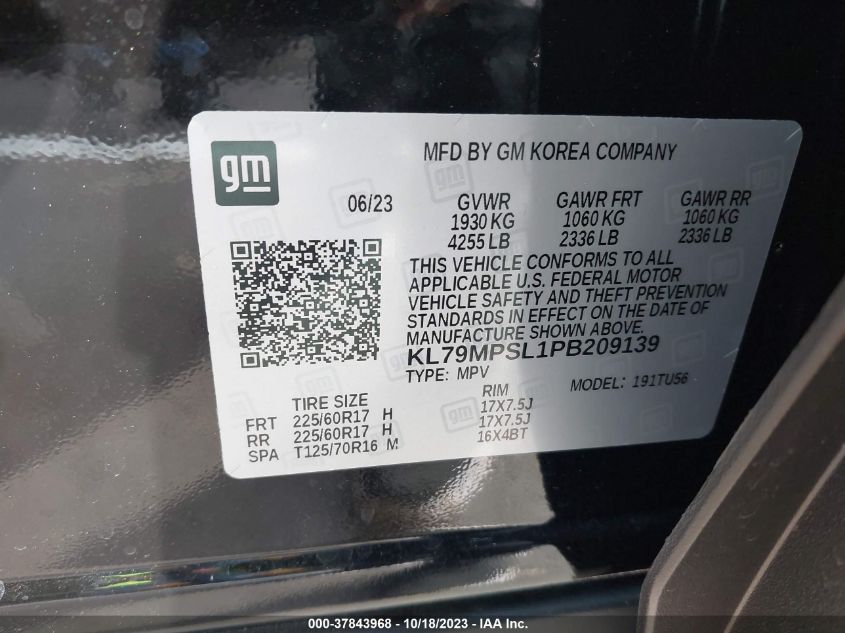 gm
MFD BY GM KOREA COMPANY
06/23
GVWR GAWR FRT GAWR RR
1930 KG 1060 KG 1060 KG
4255 LB 2336 LB 2336 LB
THIS VEHICLE CONFORMS TO ALL
APPLICABLE U.S. FEDERAL MOTOR
VEHICLE SAFETY AND THEFT PREVENTION
STANDARDS IN EFFECT ON THE DATE OF
MANUFACTURE SHOWN ABOVE.
KL79MPSL1PB209139
TYPE: MPV MODEL: 191TU56
TIRE SIZE RIM
FRT 225/60R17 H 17X7.5J
RR 225/60R17 H 17X7.5J
SPA T125/70R16 M 16X4BT
gm
000-37843968 - 10/18/2023 - IAA Inc.